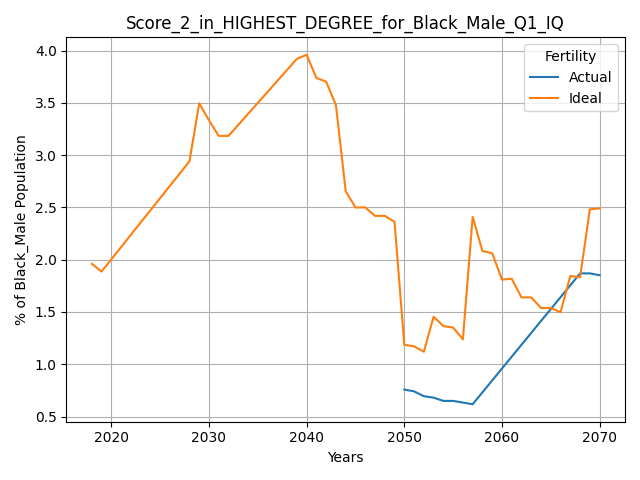 Score_2_in_HIGHEST_DEGREE_for_Black_Male_Q1_IQ
% of Black_Male Population
4.0
3.5
3.0
2.5
2.0
1.5
1.0
0.5
Fertility
Actual
Ideal
2020
2030
2040
2050
2060
2070
Years